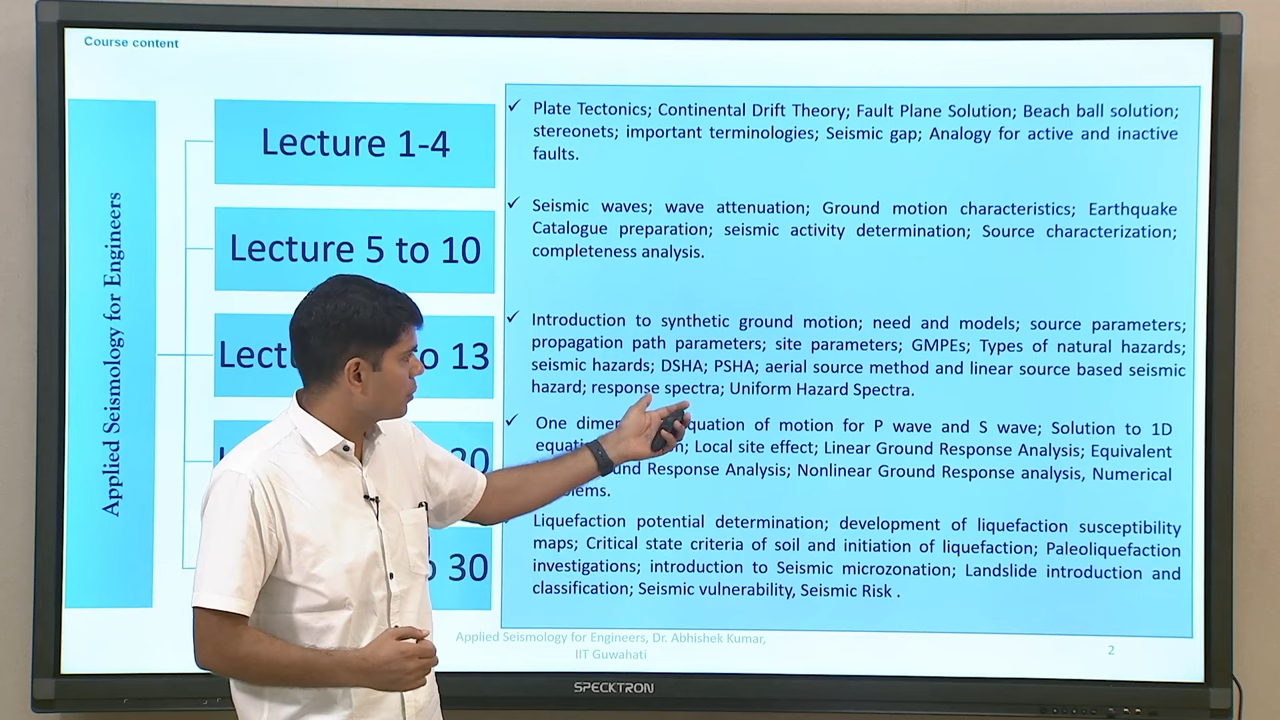 Course content
Applied Seismology for Engineers
Lecture 1-4
Plate Tectonics; Continental Drift Theory; Fault Plane Solution; Beach ball solution;
stereonets; important terminologies; Seismic gap; Analogy for active and inactive
faults.
Lecture 5 to 10
Seismic waves; wave attenuation; Ground motion characteristics; Earthquake
Catalogue preparation; seismic activity determination; Source characterization;
completeness analysis.
13
Introduction to synthetic ground motion; need and models; source parameters;
propagation path parameters; site parameters; GMPEs; Types of natural hazards;
seismic hazards; DSHA; PSHA; aerial source method and linear source based seismic
hazard; response spectra; Uniform Hazard Spectra.
One of motion for P wave and S wave; Solution to 1D
Local site effect; Linear Ground Response Analysis; Equivalent
Response Analysis; Nonlinear Ground Response analysis, Numerical
30
Liquefaction potential determination; development of liquefaction susceptibility
maps; Critical state criteria of soil and initiation of liquefaction; Paleoliquefaction
investigations; introduction to Seismic microzonation; Landslide introduction and
classification; Seismic vulnerability, Seismic Risk .
Applied Seismology for Engineers, Dr. Abhishek Kumar,
IIT Guwahati
2
SPECKTRON